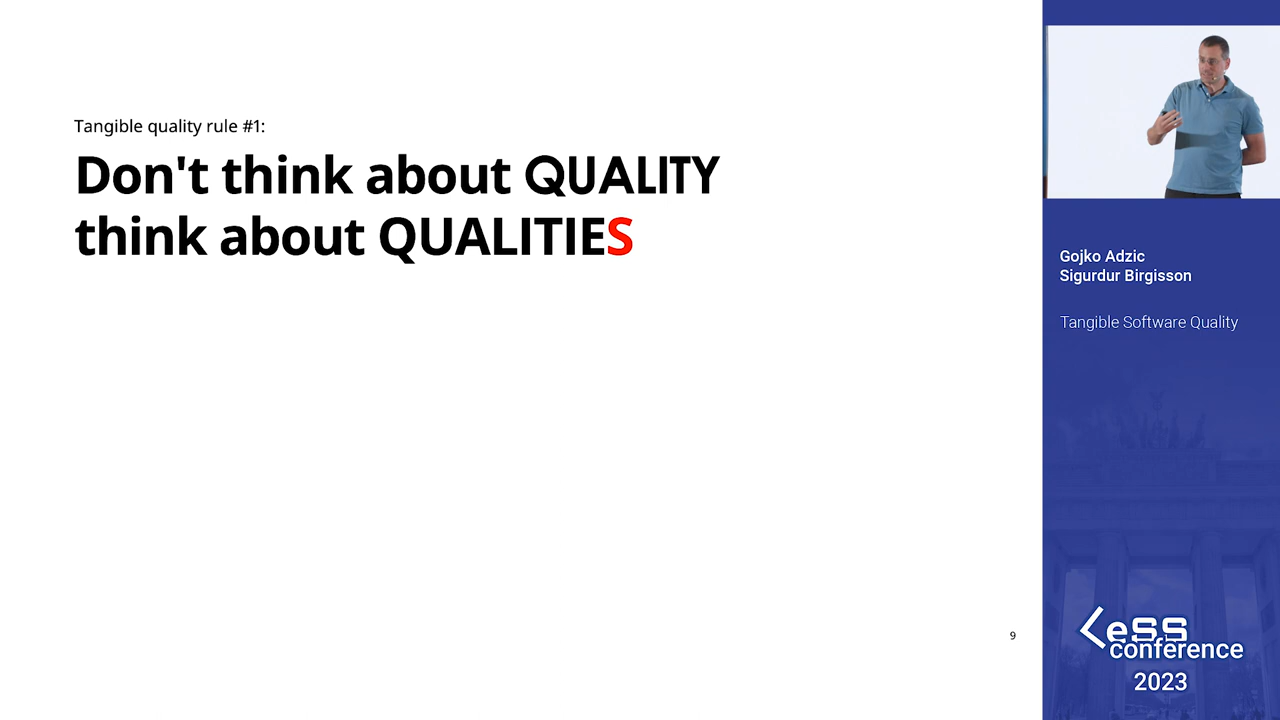 Tangible quality rule #1:
Don't think about QUALITY
think about QUALITIES
9
Gojko Adzic
Sigurdur Birgisson
Tangible Software Quality
LeSS
conference
2023